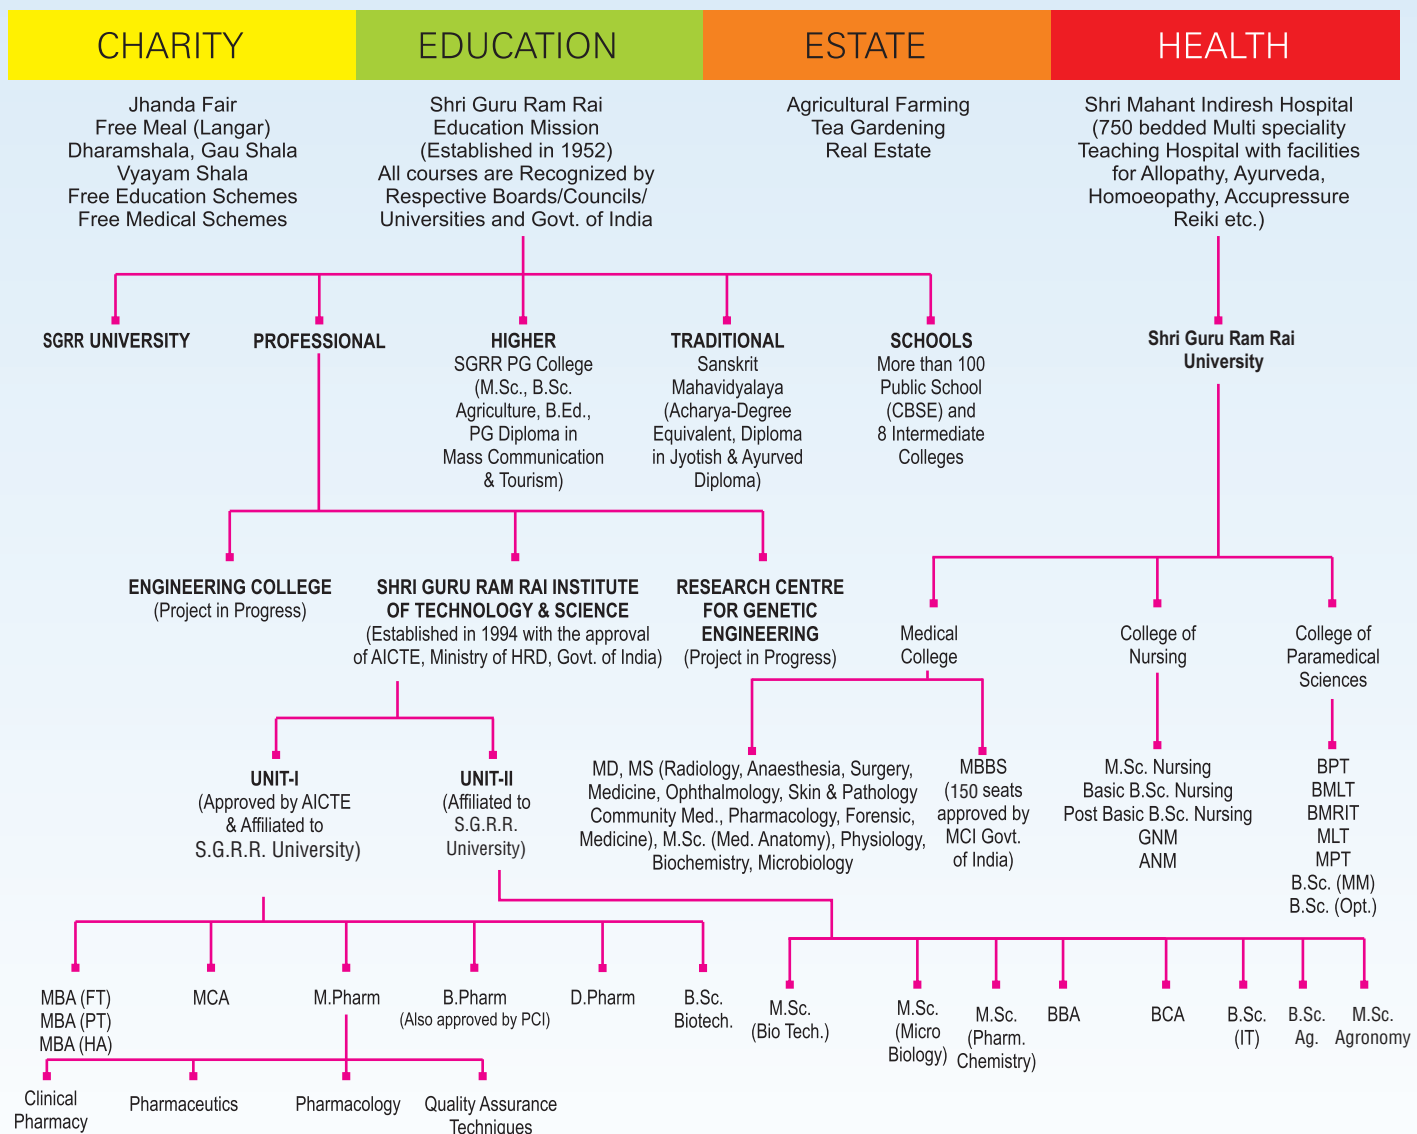 CHARITY
EDUCATION
ESTATE
HEALTH
Jhanda Fair
Free Meal (Langar)
Dharamshala, Gau Shala
Vyayam Shala
Free Education Schemes
Free Medical Schemes
Shri Guru Ram Rai
Education Mission
(Established in 1952)
All courses are Recognized by
Respective Boards/Councils/
Universities and Govt. of India
Agricultural Farming
Tea Gardening
Real Estate
Shri Mahant Indiresh Hospital
(750 bedded Multi speciality
Teaching Hospital with facilities
for Allopathy, Ayurveda,
Homoeopathy, Accupressure
Reiki etc.)
SGRR UNIVERSITY
PROFESSIONAL
HIGHER
SGRR PG College
(M.Sc., B.Sc.
Agriculture, B.Ed.,
PG Diploma in
Mass Communication
& Tourism)
TRADITIONAL
Sanskrit
Mahavidyalaya
(Acharya-Degree
Equivalent, Diploma
in Jyotish & Ayurved
Diploma)
SCHOOLS
More than 100
Public School
(CBSE) and
8 Intermediate
Colleges
Shri Guru Ram Rai
University
ENGINEERING COLLEGE
(Project in Progress)
SHRI GURU RAM RAI INSTITUTE
OF TECHNOLOGY & SCIENCE
(Established in 1994 with the approval
of AICTE, Ministry of HRD, Govt. of India)
RESEARCH CENTRE
FOR GENETIC
ENGINEERING
(Project in Progress)
Medical
College
College of
Nursing
College of
Paramedical
Sciences
UNIT-I
(Approved by AICTE
& Affiliated to
S.G.R.R. University)
UNIT-II
(Affiliated to
S.G.R.R.
University)
MD, MS (Radiology, Anaesthesia, Surgery,
Medicine, Ophthalmology, Skin & Pathology
Community Med., Pharmacology, Forensic,
Medicine), M.Sc. (Med. Anatomy), Physiology,
Biochemistry, Microbiology
MBBS
(150 seats
approved by
MCI Govt.
of India)
M.Sc. Nursing
Basic B.Sc. Nursing
Post Basic B.Sc. Nursing
GNM
ANM
BPT
BMLT
BMRIT
MLT
MPT
B.Sc. (MM)
B.Sc. (Opt.)
MBA (FT)
MBA (PT)
MBA (HA)
MCA
M.Pharm
B.Pharm
(Also approved by PCI)
D.Pharm
B.Sc.
Biotech.
M.Sc.
(Bio Tech.)
M.Sc.
(Micro
Biology)
M.Sc.
(Pharm.
Chemistry)
BBA
BCA
B.Sc.
(IT)
B.Sc.
Ag.
M.Sc.
Agronomy
Clinical
Pharmacy
Pharmaceutics
Pharmacology
Quality Assurance
Techniques